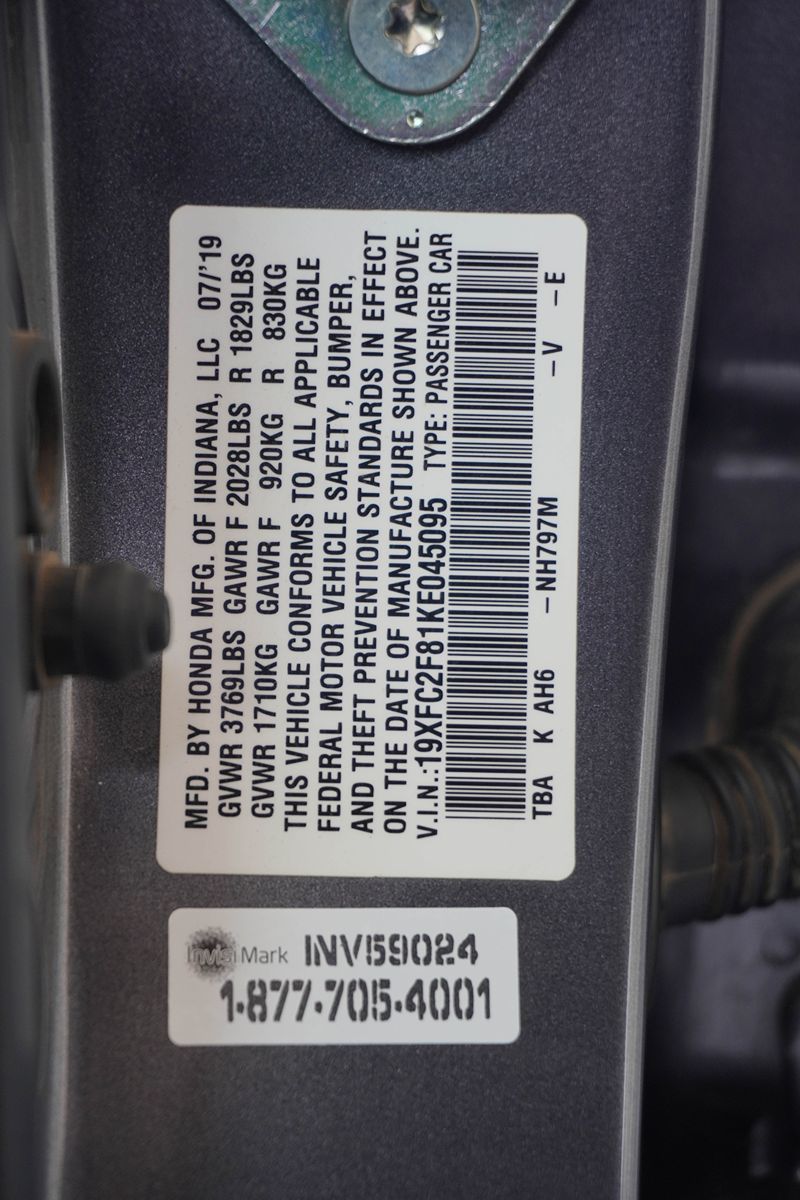 MFD. BY HONDA MFG. OF INDIANA, LLC 07/'19
GVWR 3769LBS GAWR F 2028LBS R 1829LBS
GVWR 1710KG GAWR F 920KG R 830KG
THIS VEHICLE CONFORMS TO ALL APPLICABLE
FEDERAL MOTOR VEHICLE SAFETY, BUMPER,
AND THEFT PREVENTION STANDARDS IN EFFECT
ON THE DATE OF MANUFACTURE SHOWN ABOVE.
V.I.N.:19XFC2F81KE045095 TYPE: PASSENGER CAR
TBA K AH6 –NH797M –V –E
InvisiMark INV59024
1-877-705-4001